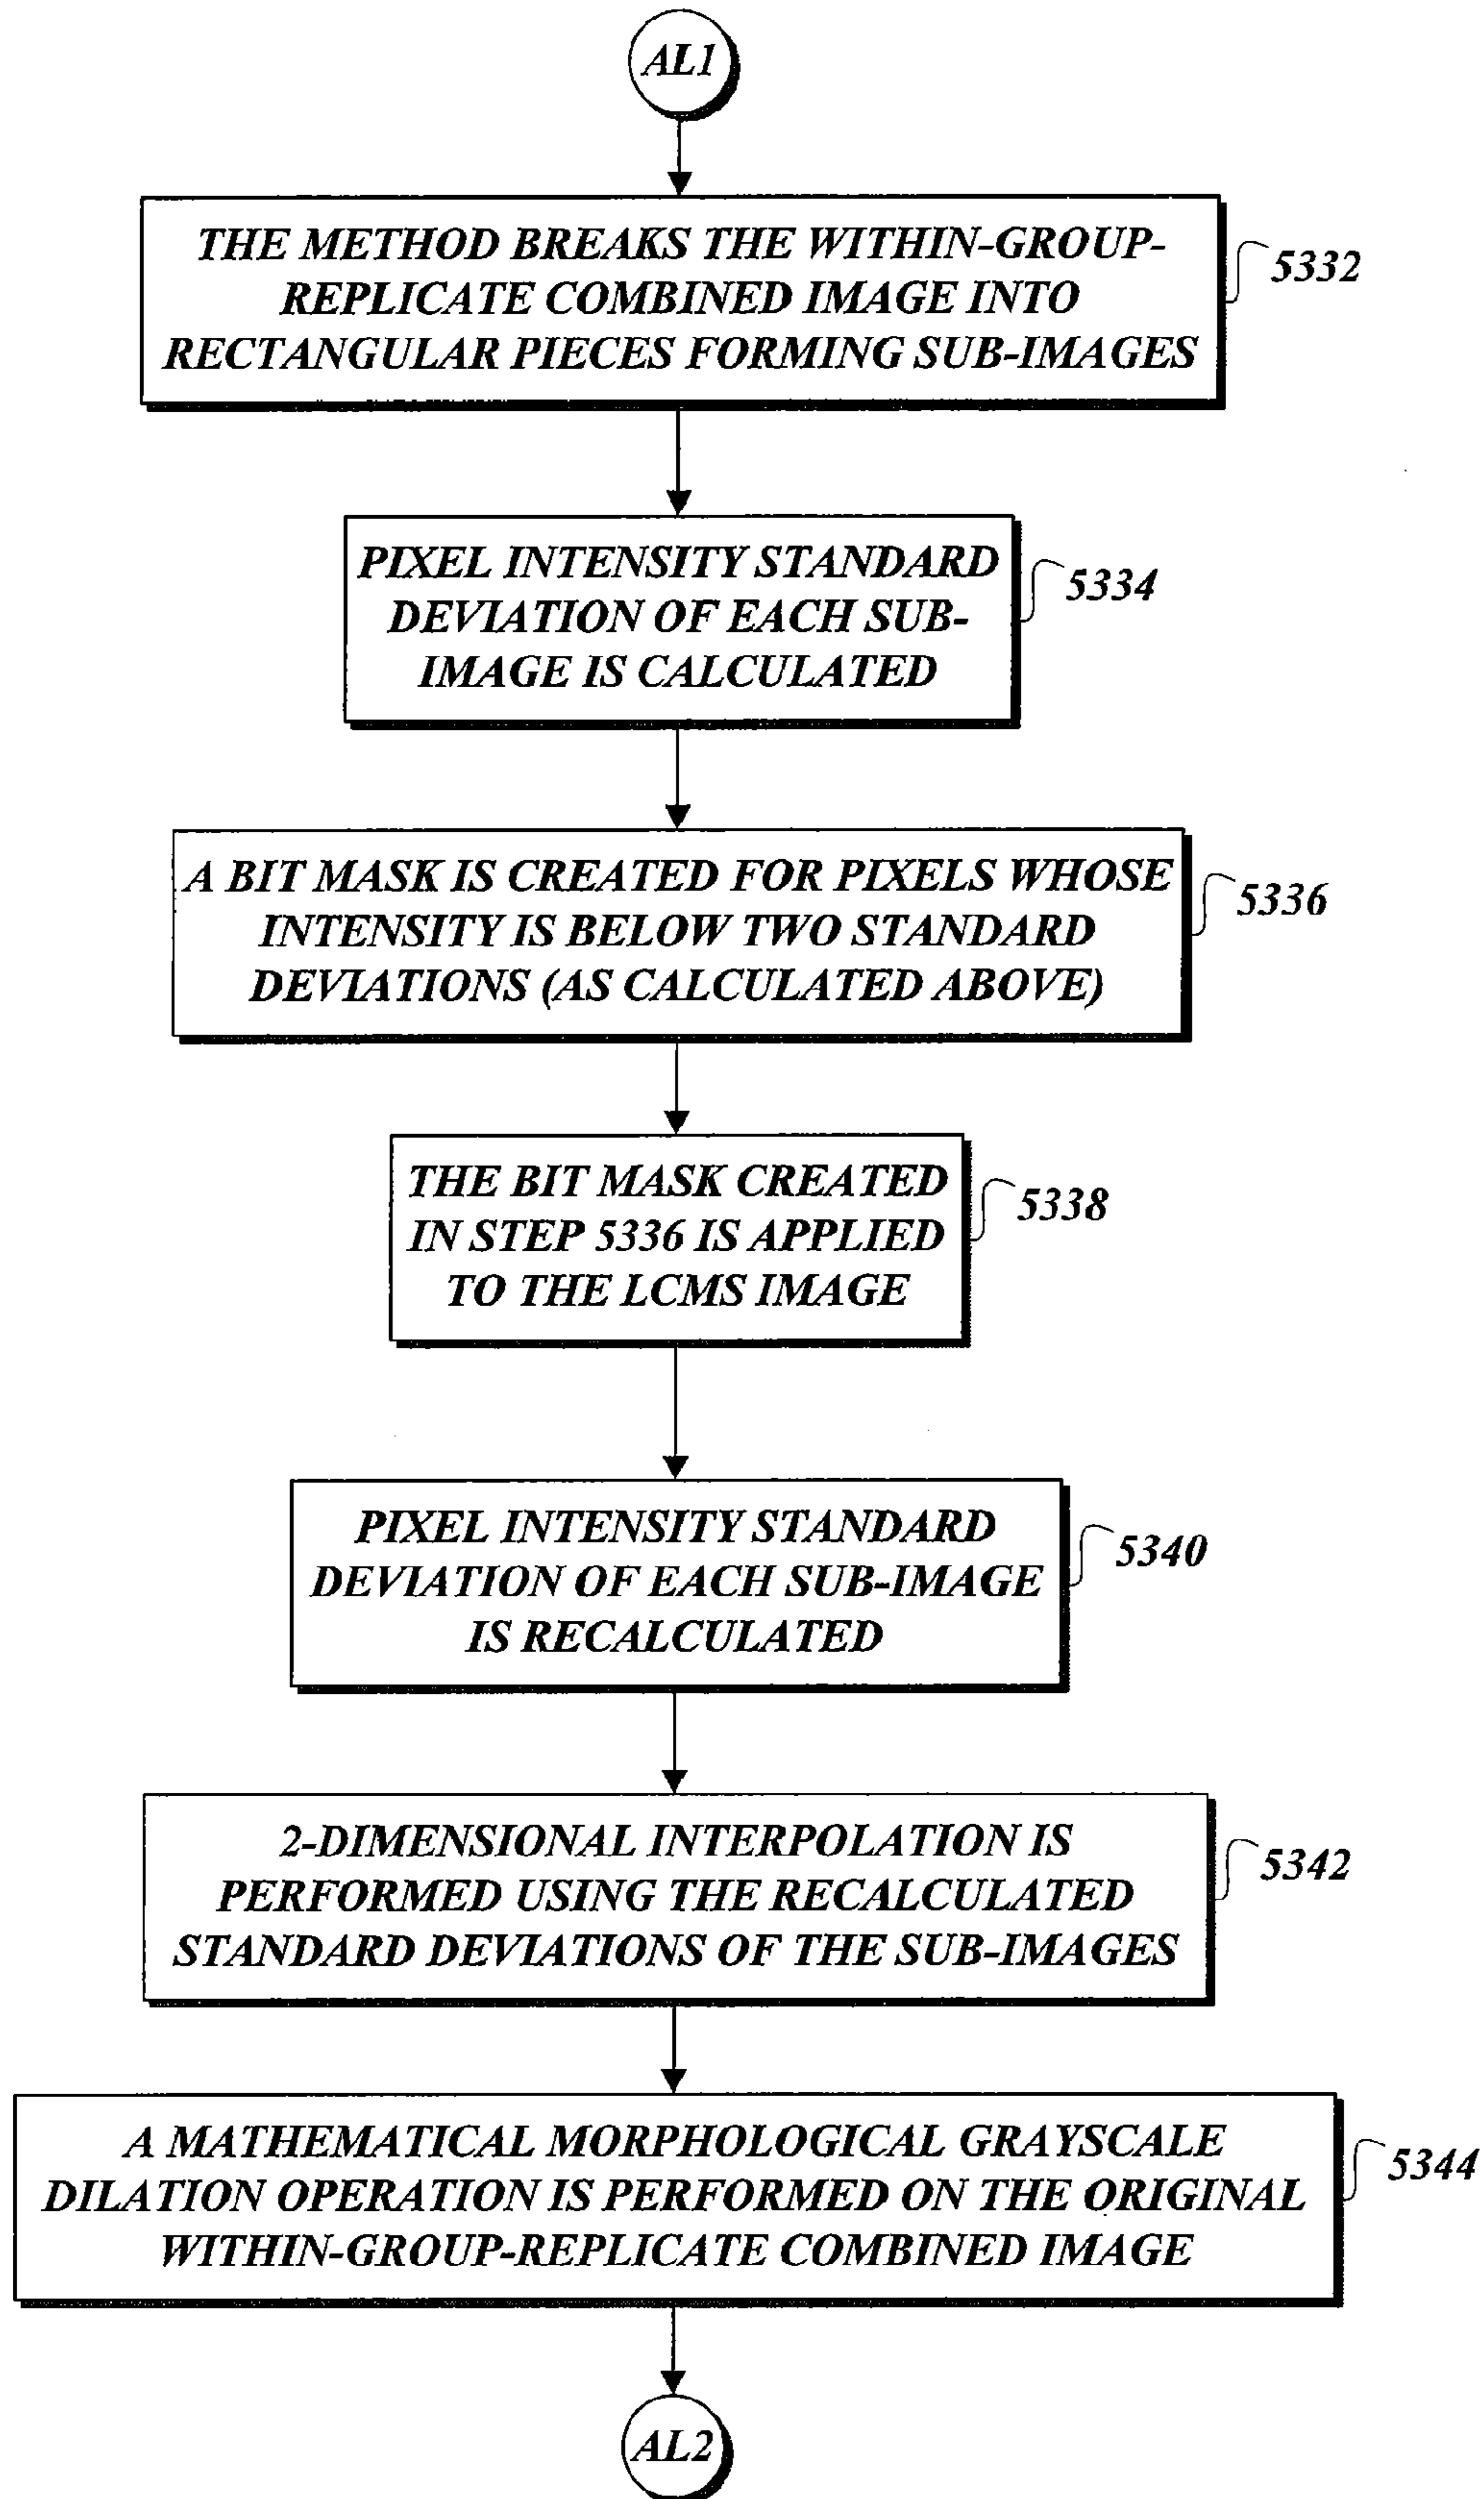 AL1
THE METHOD BREAKS THE WITHIN-GROUP-
REPLICATE COMBINED IMAGE INTO
RECTANGULAR PIECES FORMING SUB-IMAGES
5332
PIXEL INTENSITY STANDARD
DEVIATION OF EACH SUB-
IMAGE IS CALCULATED
5334
A BIT MASK IS CREATED FOR PIXELS WHOSE
INTENSITY IS BELOW TWO STANDARD
DEVIATIONS (AS CALCULATED ABOVE)
5336
THE BIT MASK CREATED
IN STEP 5336 IS APPLIED
TO THE LCMS IMAGE
5338
PIXEL INTENSITY STANDARD
DEVIATION OF EACH SUB-IMAGE
IS RECALCULATED
5340
2-DIMENSIONAL INTERPOLATION IS
PERFORMED USING THE RECALCULATED
STANDARD DEVIATIONS OF THE SUB-IMAGES
5342
A MATHEMATICAL MORPHOLOGICAL GRAYSCALE
DILATION OPERATION IS PERFORMED ON THE ORIGINAL
WITHIN-GROUP-REPLICATE COMBINED IMAGE
5344
AL2